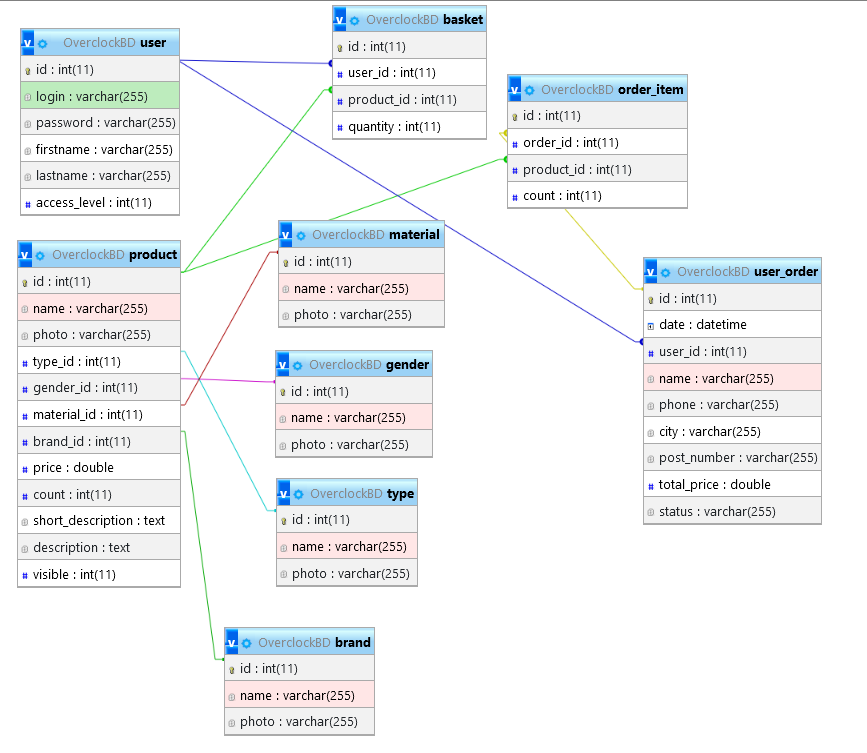 OverclockBD user
id : int(11)
login : varchar(255)
password : varchar(255)
firstname : varchar(255)
lastname : varchar(255)
access_level : int(11)
OverclockBD basket
id : int(11)
user_id : int(11)
product_id : int(11)
quantity : int(11)
OverclockBD order_item
id : int(11)
order_id : int(11)
product_id : int(11)
count : int(11)
OverclockBD product
id : int(11)
name : varchar(255)
photo : varchar(255)
type_id : int(11)
gender_id : int(11)
material_id : int(11)
brand_id : int(11)
price : double
count : int(11)
short_description : text
description : text
visible : int(11)
OverclockBD material
id : int(11)
name : varchar(255)
photo : varchar(255)
OverclockBD gender
id : int(11)
name : varchar(255)
photo : varchar(255)
OverclockBD type
id : int(11)
name : varchar(255)
photo : varchar(255)
OverclockBD brand
id : int(11)
name : varchar(255)
photo : varchar(255)
OverclockBD user_order
id : int(11)
date : datetime
user_id : int(11)
name : varchar(255)
phone : varchar(255)
city : varchar(255)
post_number : varchar(255)
total_price : double
status : varchar(255)